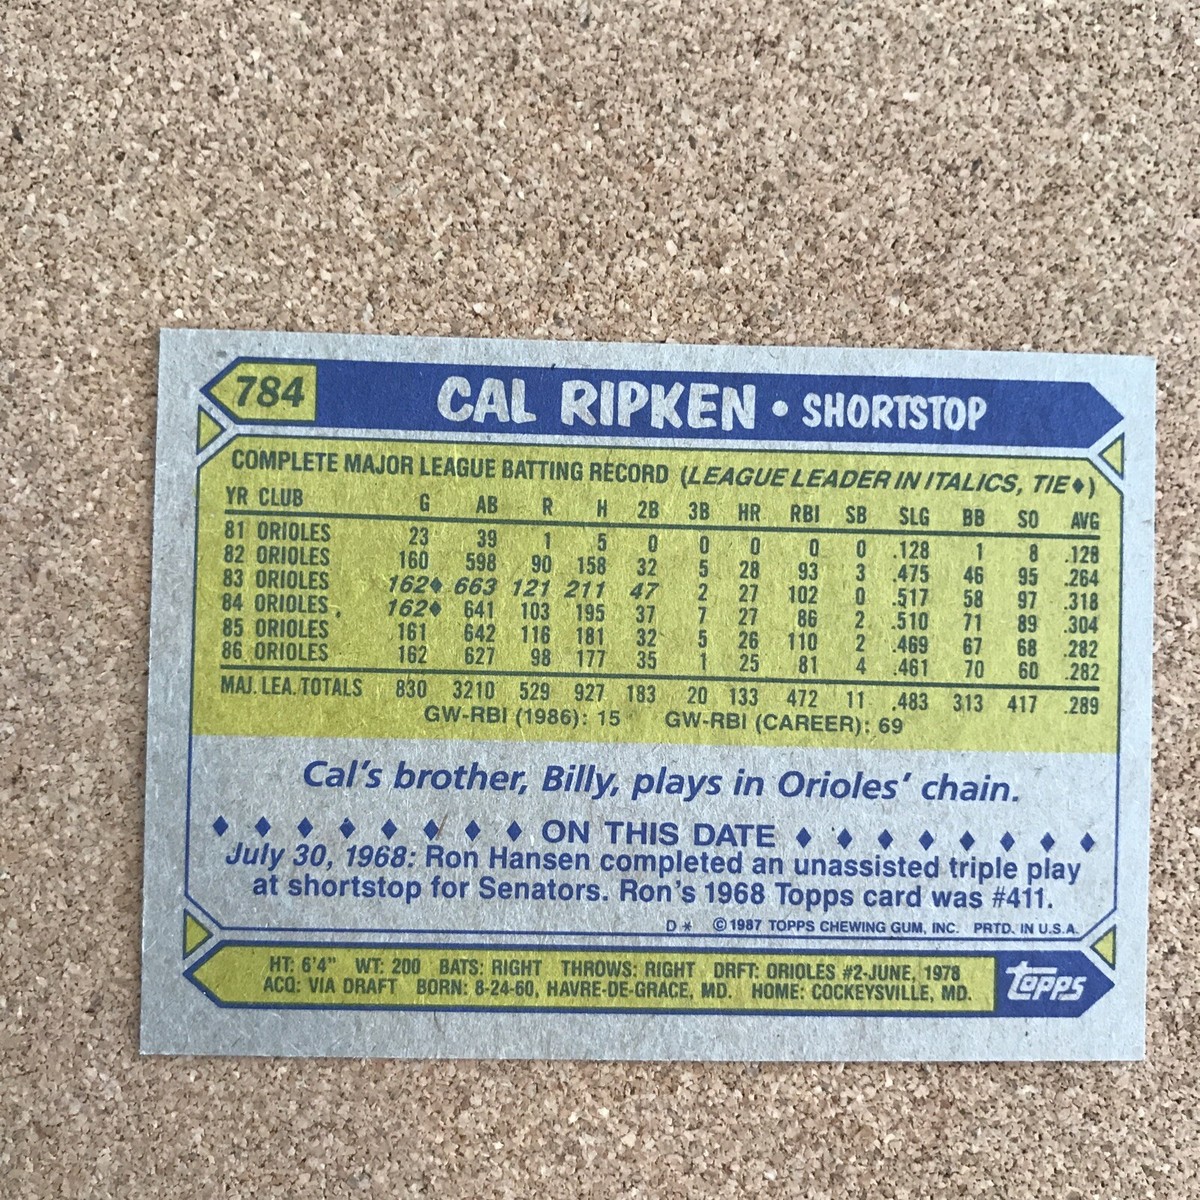 784 CAL RIPKEN • SHORTSTOP
COMPLETE MAJOR LEAGUE BATTING RECORD (LEAGUE LEADER IN ITALICS, TIE♦)
YR CLUB G AB R H 2B 3B HR RBI SB SLG BB SO AVG
81 ORIOLES 23 39 1 5 0 0 0 0 0 .128 1 8 .128
82 ORIOLES 160 598 90 158 32 5 28 93 3 .475 46 95 .264
83 ORIOLES 162♦ 663 121 211 47 2 27 102 0 .517 58 97 .318
84 ORIOLES 162♦ 641 103 195 37 7 27 86 2 .510 71 89 .304
85 ORIOLES 161 642 116 181 32 5 26 110 2 .469 67 68 .282
86 ORIOLES 162 627 98 177 35 1 25 81 4 .461 70 60 .282
MAJ. LEA. TOTALS 830 3210 529 927 183 20 133 472 11 .483 313 417 .289
GW-RBI (1986): 15 GW-RBI (CAREER): 69
Cal's brother, Billy, plays in Orioles' chain.
♦ ♦ ♦ ♦ ♦ ♦ ♦ ♦ ON THIS DATE ♦ ♦ ♦ ♦ ♦ ♦ ♦ ♦
July 30, 1968: Ron Hansen completed an unassisted triple play
at shortstop for Senators. Ron's 1968 Topps card was #411.
D* © 1987 TOPPS CHEWING GUM, INC. PRTD. IN U.S.A.
HT: 6'4" WT: 200 BATS: RIGHT THROWS: RIGHT DRFT: ORIOLES #2-JUNE, 1978
ACQ: VIA DRAFT BORN: 8-24-60, HAVRE-DE-GRACE, MD. HOME: COCKEYSVILLE, MD.
topps